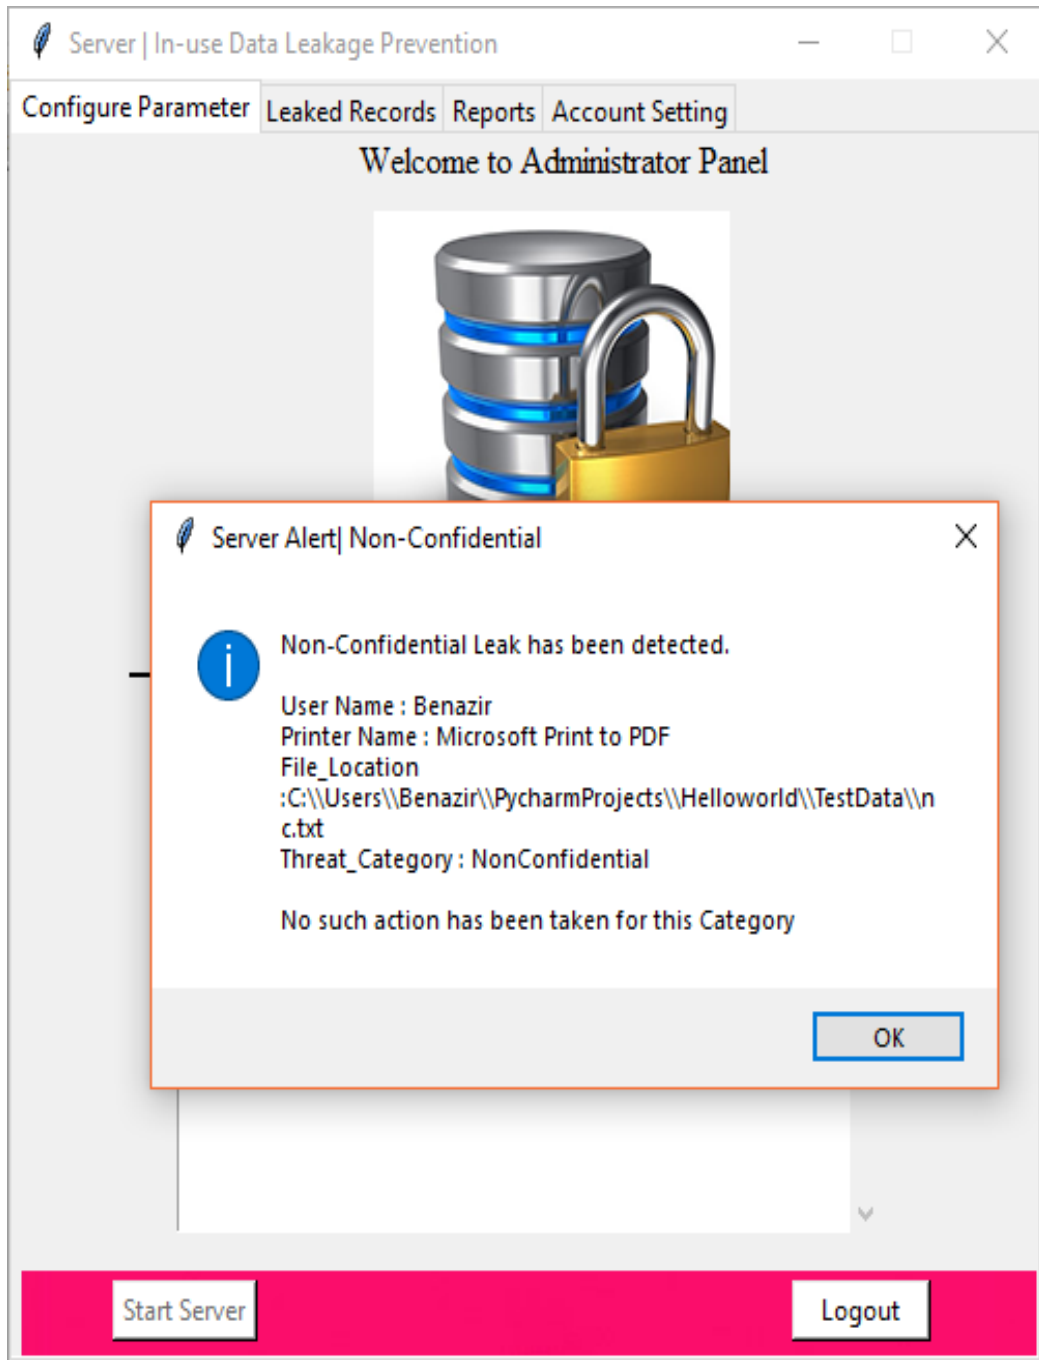 Server | In-use Data Leakage Prevention
Configure Parameter Leaked Records Reports Account Setting
Welcome to Administrator Panel
Server Alert| Non-Confidential
Non-Confidential Leak has been detected.
User Name : Benazir
Printer Name : Microsoft Print to PDF
File_Location
:C:\\Users\\Benazir\\PycharmProjects\\Helloworld\\TestData\\n
c.txt
Threat_Category : NonConfidential
No such action has been taken for this Category
OK
Start Server Logout